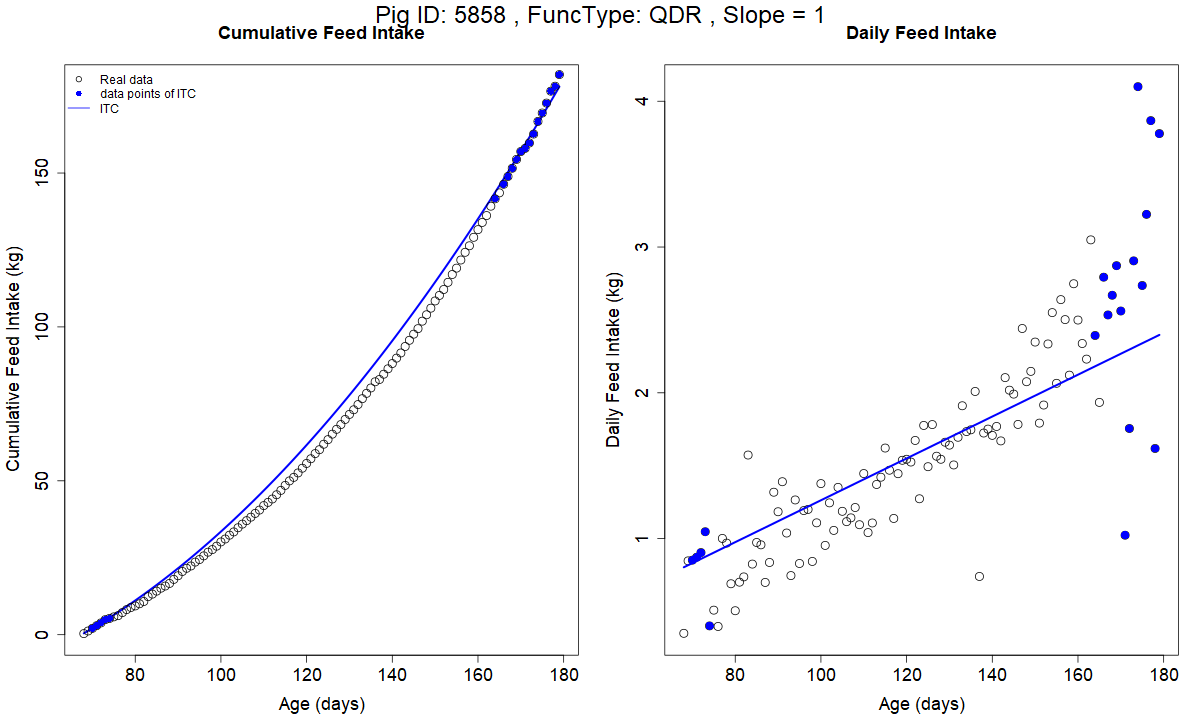 Pig ID: 5858 , FuncType: QDR , Slope = 1
Cumulative Feed Intake
Daily Feed Intake
Real data
data points of ITC
ITC
Cumulative Feed Intake (kg)
0
50
100
150
80
100
120
140
160
180
Age (days)
Daily Feed Intake (kg)
1
2
3
4
80
100
120
140
160
180
Age (days)